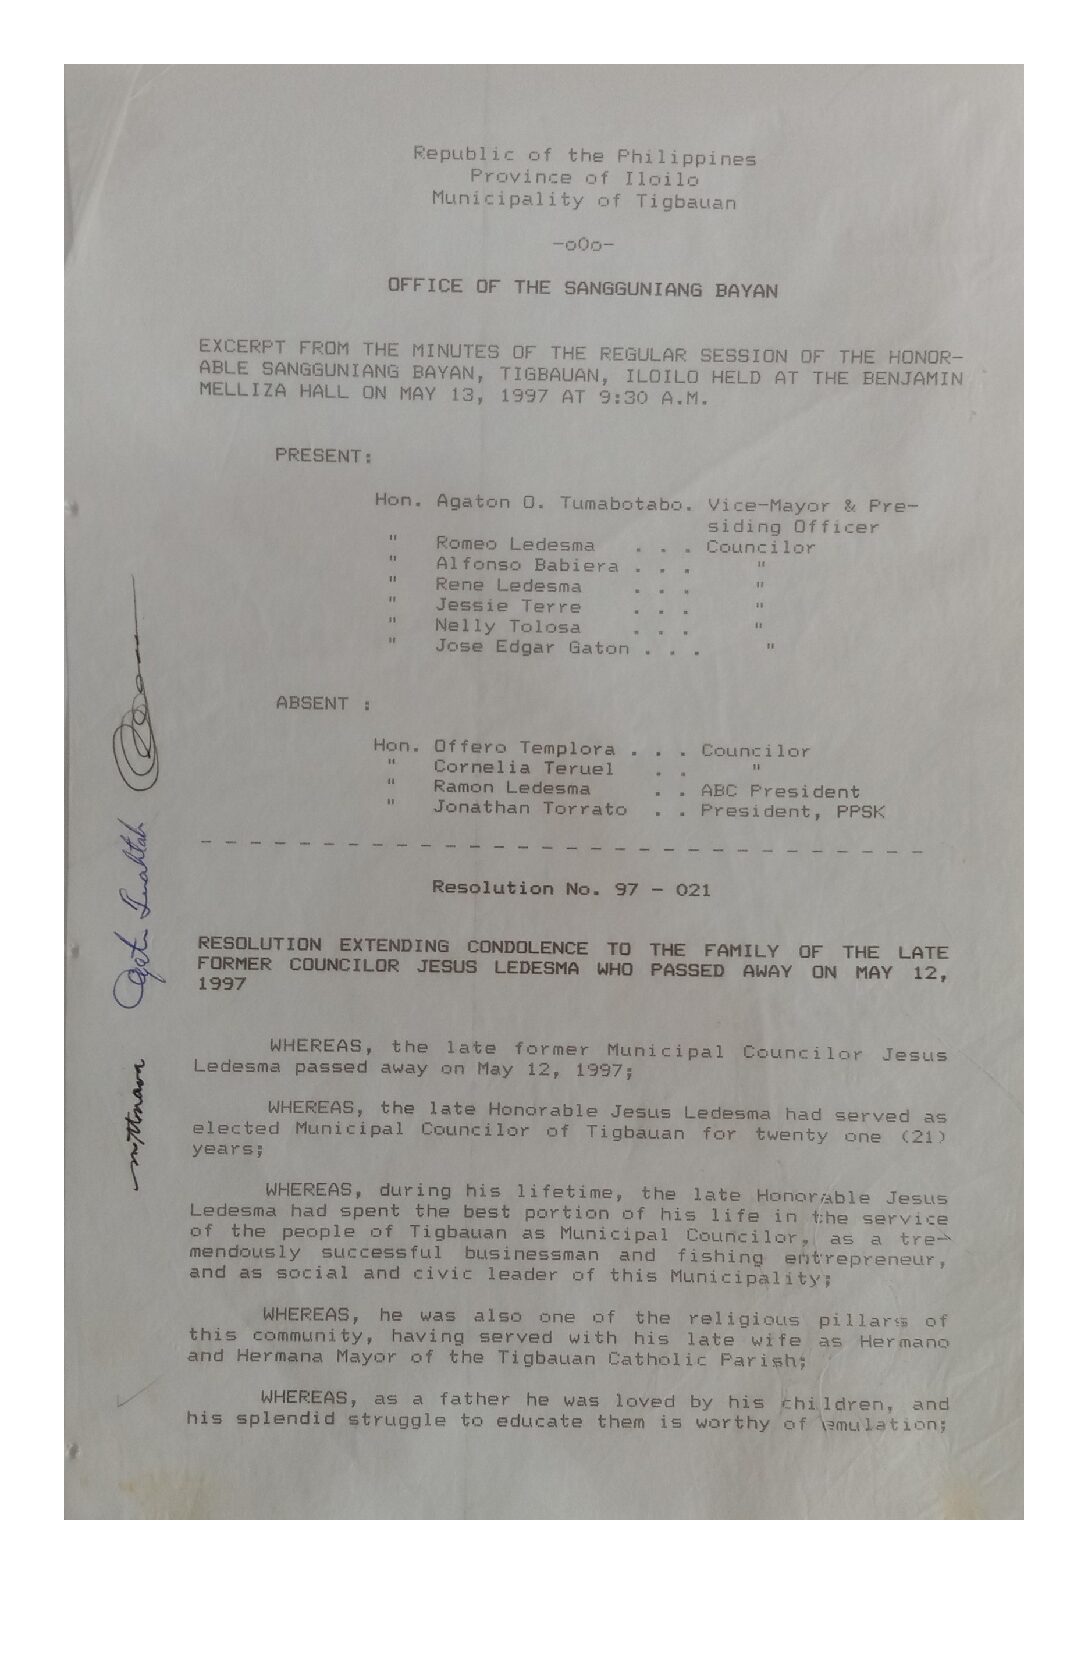 Republic of the Philippines
Province of Iloilo
Municipality of Tigbauan
-oOo-
OFFICE OF THE SANGGUNIANG BAYAN
EXCERPT FROM THE MINUTES OF THE REGULAR SESSION OF THE HONOR-
ABLE SANGGUNIANG BAYAN, TIGBAUAN, ILOILO HELD AT THE BENJAMIN
MELLIZA HALL ON MAY 13, 1997 AT 9:30 A.M.
PRESENT:
Hon. Agaton O. Tumabotabo. Vice-Mayor & Pre-
siding Officer
" Romeo Ledesma . . . Councilor
" Alfonso Babiera . . . "
" Rene Ledesma . . . "
" Jessie Terre . . . "
" Nelly Tolosa . . . "
" Jose Edgar Gaton . . . "
ABSENT :
Hon. Offero Templora . . . Councilor
" Cornelia Teruel . . "
" Ramon Ledesma . . ABC President
" Jonathan Torrato . . President, PPSK
- - - - - - - - - - - - - - - - - - - - - - - - - - - - - -
Resolution No. 97 - 021
RESOLUTION EXTENDING CONDOLENCE TO THE FAMILY OF THE LATE
FORMER COUNCILOR JESUS LEDESMA WHO PASSED AWAY ON MAY 12,
1997
WHEREAS, the late former Municipal Councilor Jesus
Ledesma passed away on May 12, 1997;
WHEREAS, the late Honorable Jesus Ledesma had served as
elected Municipal Councilor of Tigbauan for twenty one (21)
years;
WHEREAS, during his lifetime, the late Honorable Jesus
Ledesma had spent the best portion of his life in the service
of the people of Tigbauan as Municipal Councilor, as a tre-
mendously successful businessman and fishing entrepreneur,
and as social and civic leader of this Municipality;
WHEREAS, he was also one of the religious pillars of
this community, having served with his late wife as Hermano
and Hermana Mayor of the Tigbauan Catholic Parish;
WHEREAS, as a father he was loved by his children, and
his splendid struggle to educate them is worthy of emulation;